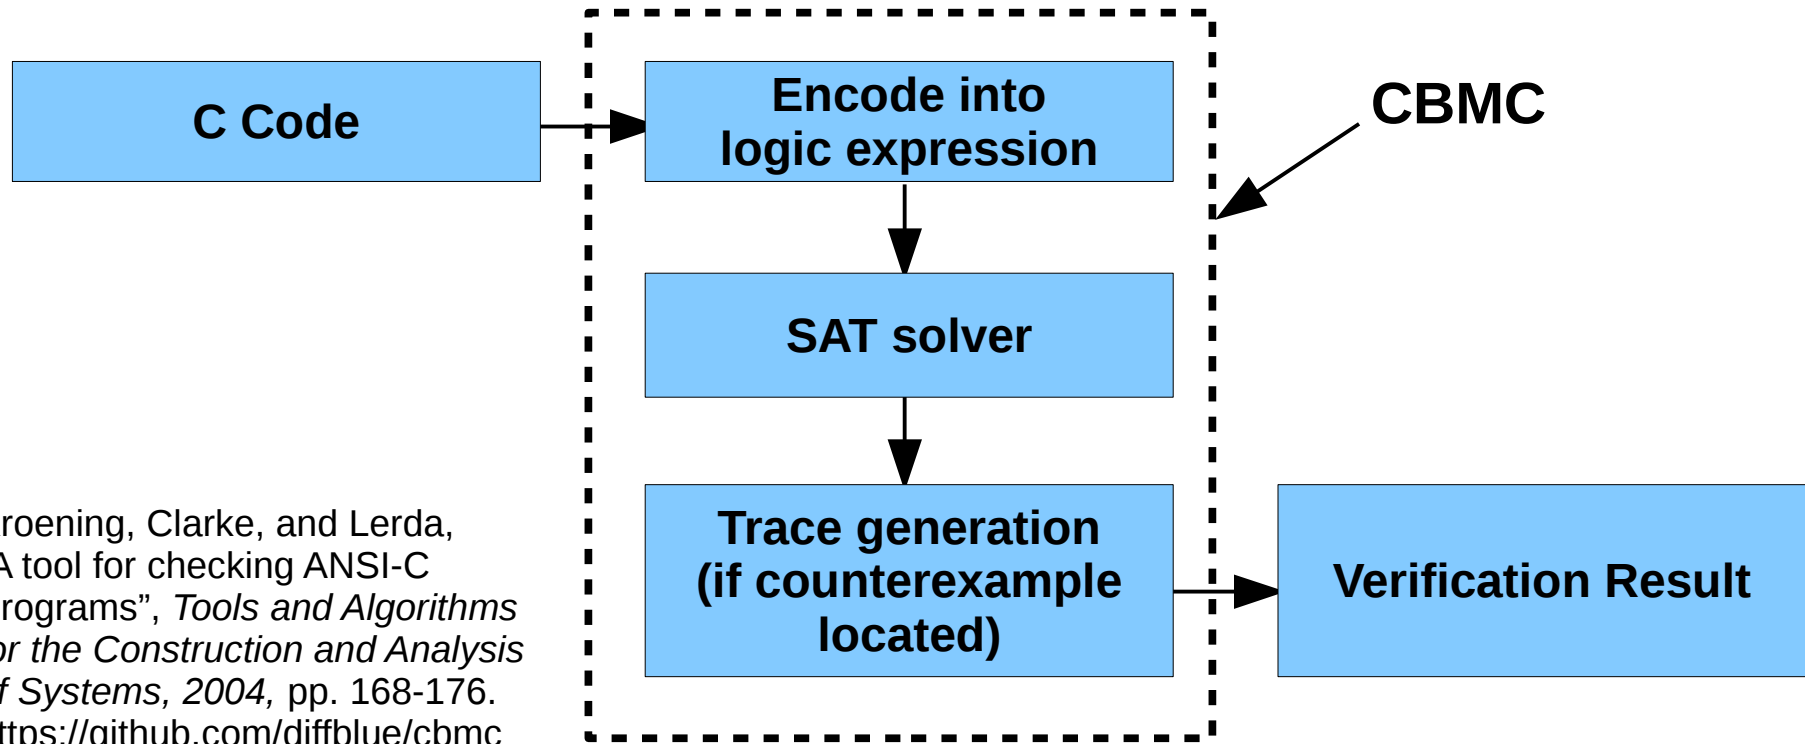 C Code
Encode into
logic expression
CBMC
SAT solver
Trace generation
(if counterexample
located)
Verification Result
roening, Clarke, and Lerda,
A tool for checking ANSI-C
rograms”, Tools and Algorithms
or the Construction and Analysis
f Systems, 2004, pp. 168-176.
ttps://github.com/diffblue/cbmc